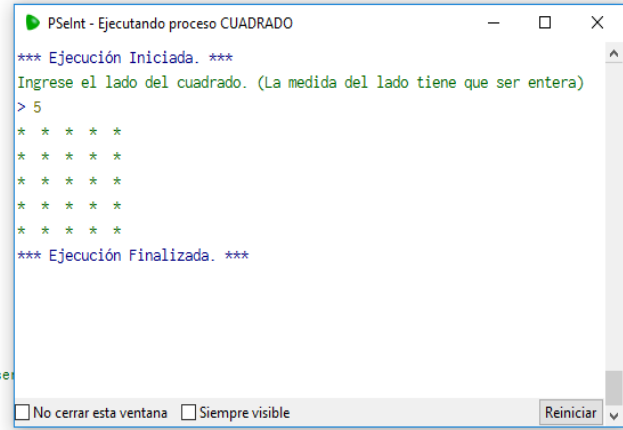 PSeInt - Ejecutando proceso CUADRADO
*** Ejecución Iniciada. ***
Ingrese el lado del cuadrado. (La medida del lado tiene que ser entera)
> 5
* * * * *
* * * * *
* * * * *
* * * * *
* * * * *
*** Ejecución Finalizada. ***
No cerrar esta ventana Siempre visible Reiniciar